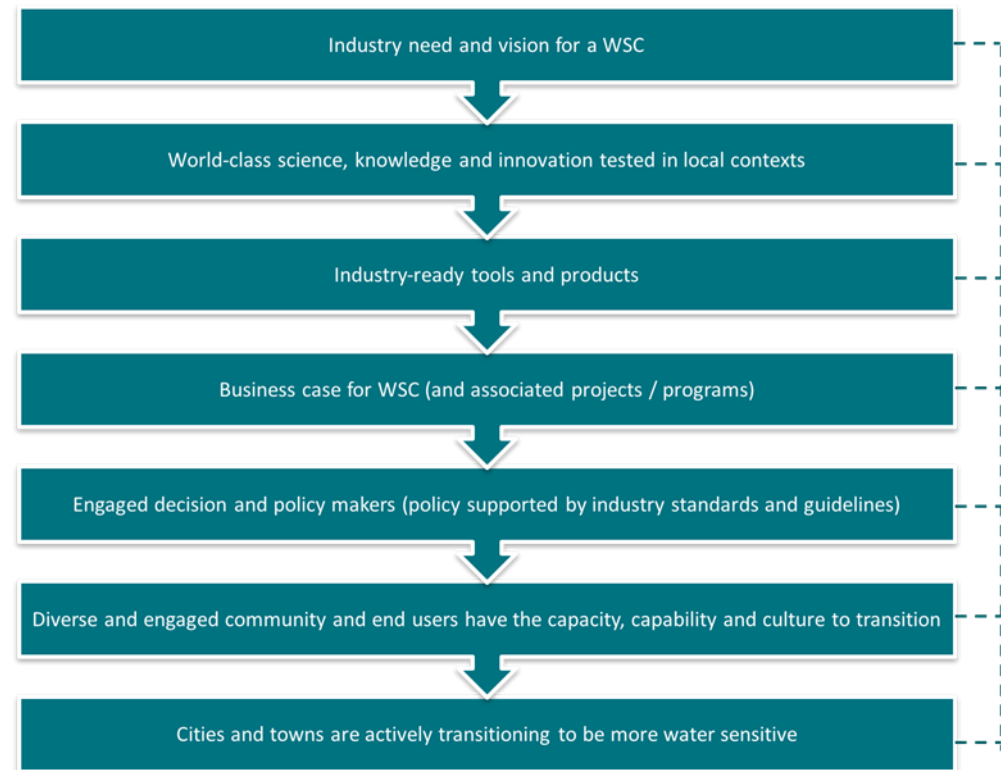 Industry need and vision for a WSC
World-class science, knowledge and innovation tested in local contexts
Industry-ready tools and products
Business case for WSC (and associated projects / programs)
Engaged decision and policy makers (policy supported by industry standards and guidelines)
Diverse and engaged community and end users have the capacity, capability and culture to transition
Cities and towns are actively transitioning to be more water sensitive